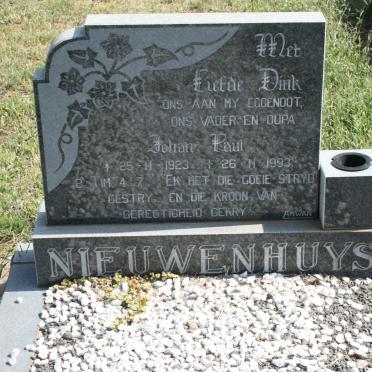 Met
Liefde Dink
ONS AAN MY EGGENOOT,
ONS VADER EN OUPA
Johan Paul
* 25-11-1923 † 26-11-1993
2 TIM 4:7 EK HET DIE GOEIE STRYD
GESTRY, EN DIE KROON VAN
GEREGTIGHEID GEKRY
AMWAN
NIEUWENHUYS